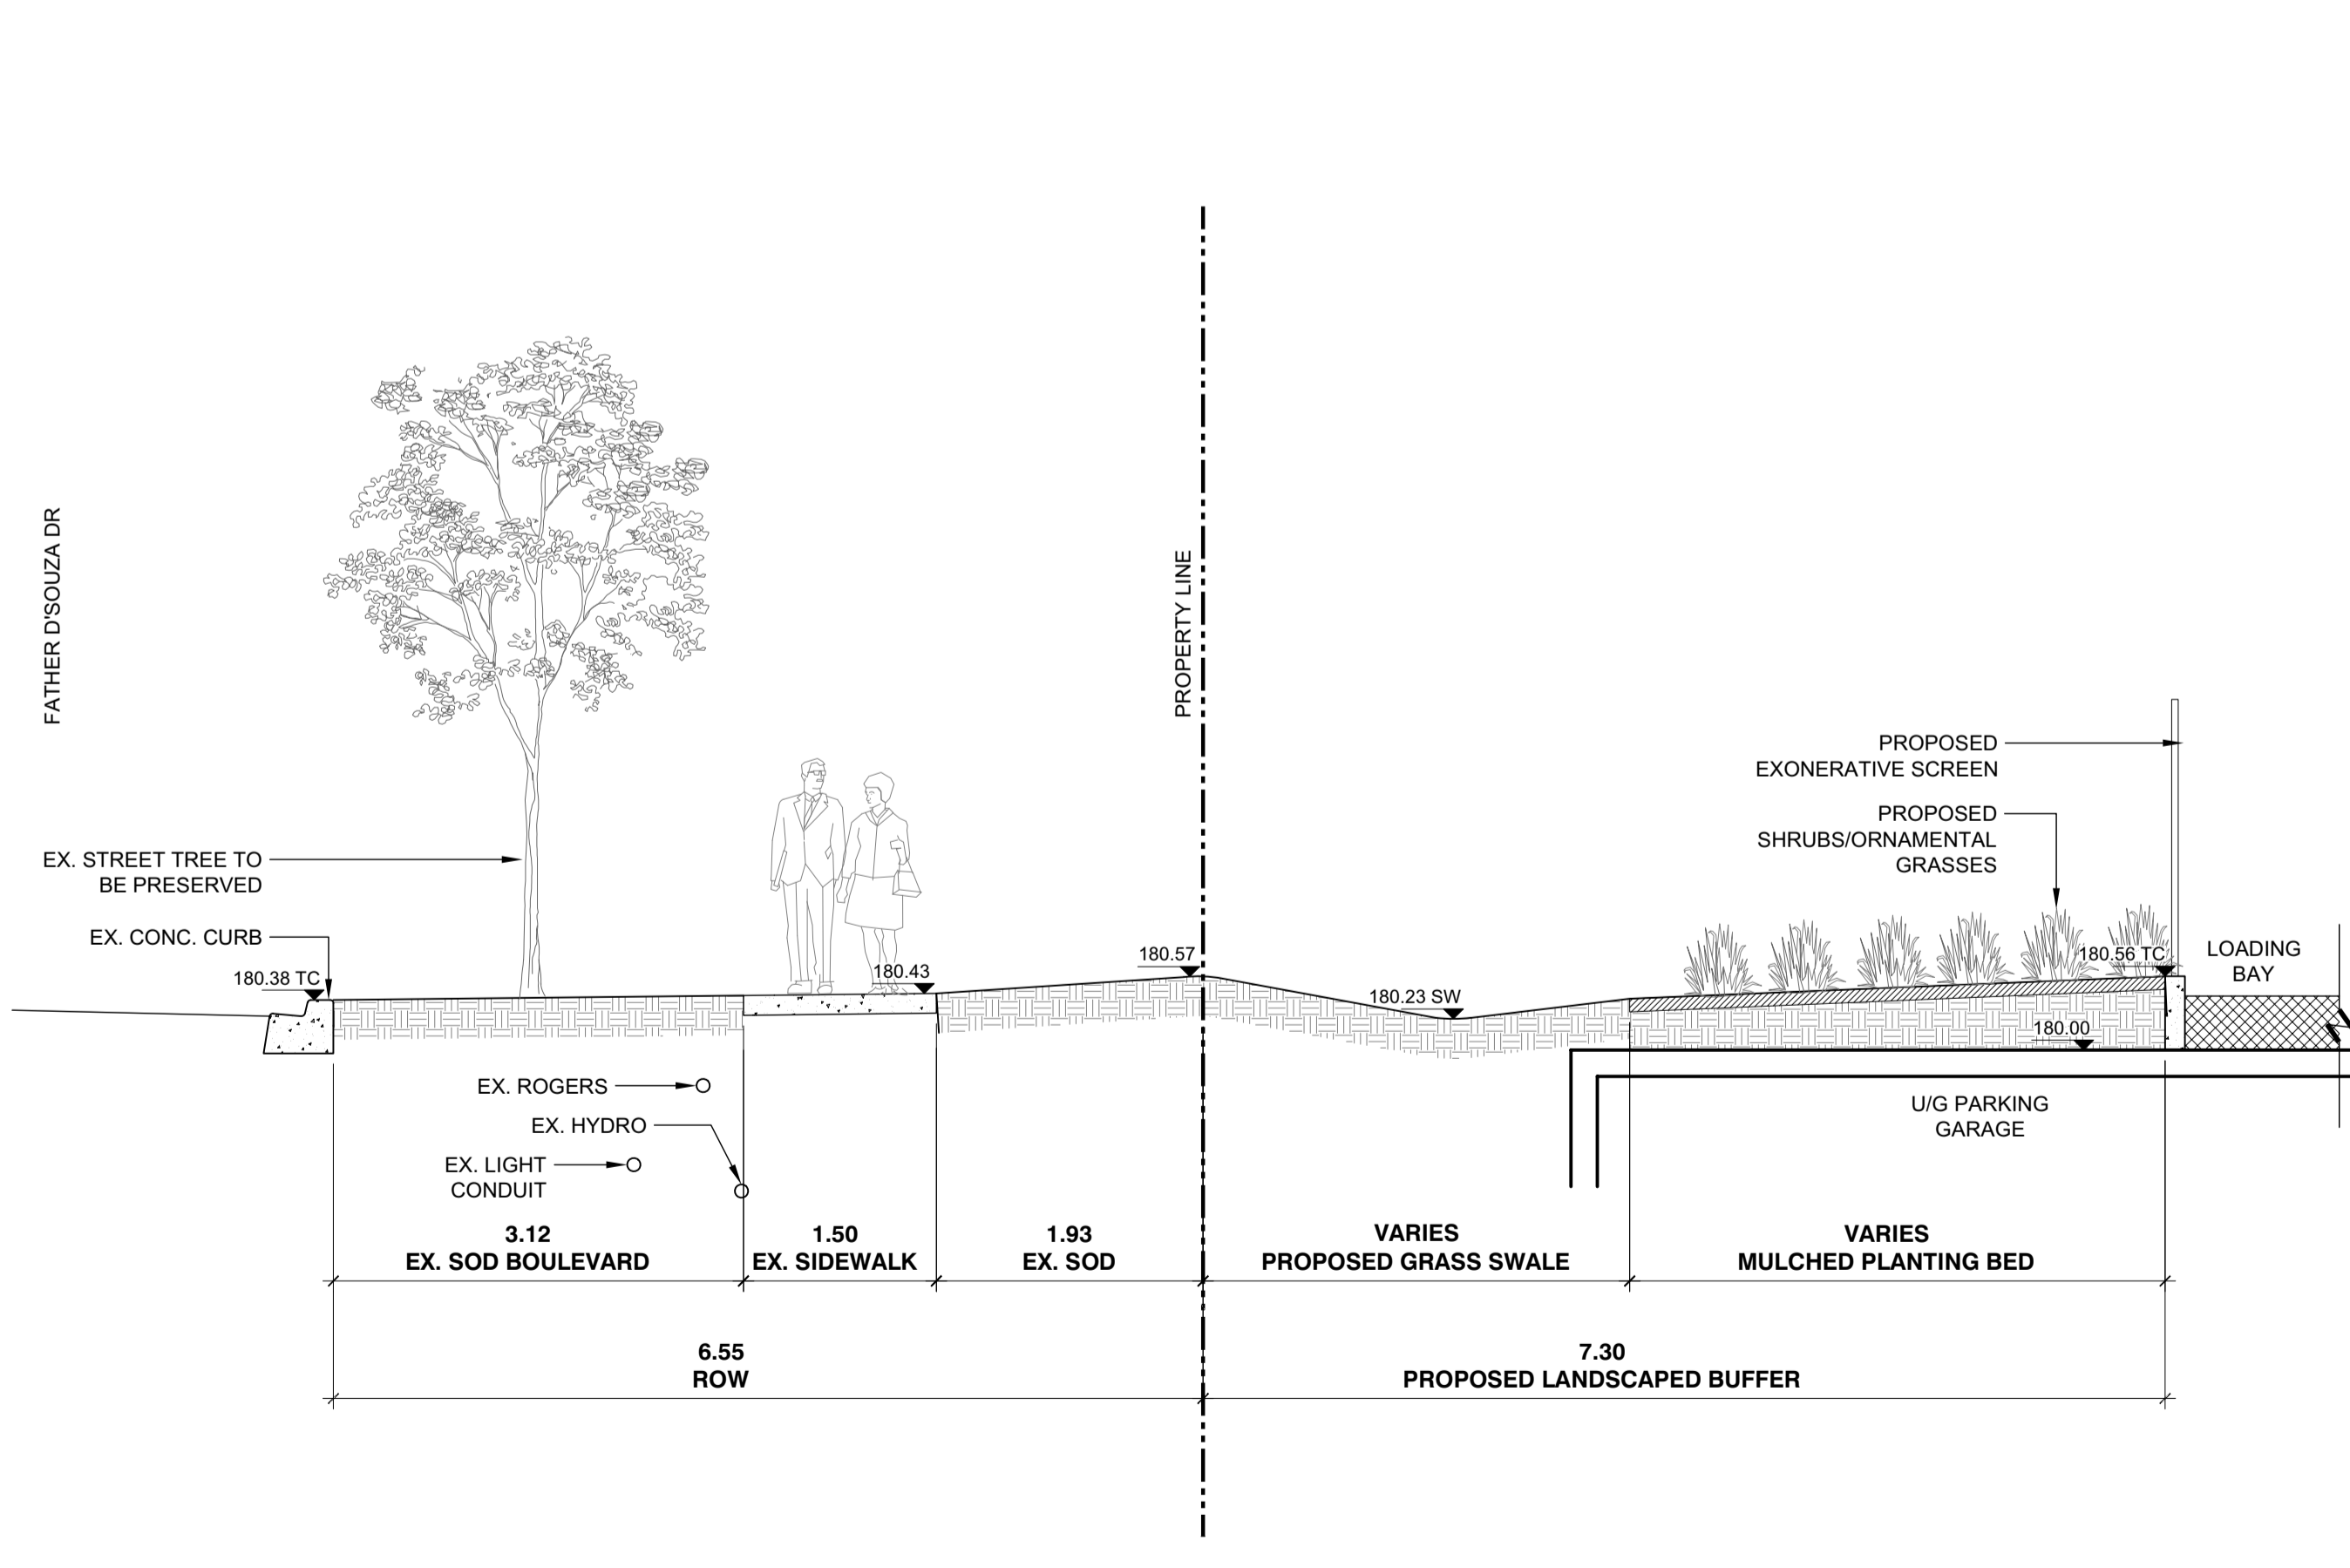 FATHER D'SOUZA DR
PROPERTY LINE
PROPOSED
EXONERATIVE SCREEN
PROPOSED
SHRUBS/ORNAMENTAL
GRASSES
EX. STREET TREE TO
BE PRESERVED
EX. CONC. CURB
180.38 TC
180.43
180.57
180.23 SW
180.56 TC
LOADING
BAY
180.00
EX. ROGERS
EX. HYDRO
EX. LIGHT
CONDUIT
U/G PARKING
GARAGE
3.12
EX. SOD BOULEVARD
1.50
EX. SIDEWALK
1.93
EX. SOD
VARIES
PROPOSED GRASS SWALE
VARIES
MULCHED PLANTING BED
6.55
ROW
7.30
PROPOSED LANDSCAPED BUFFER